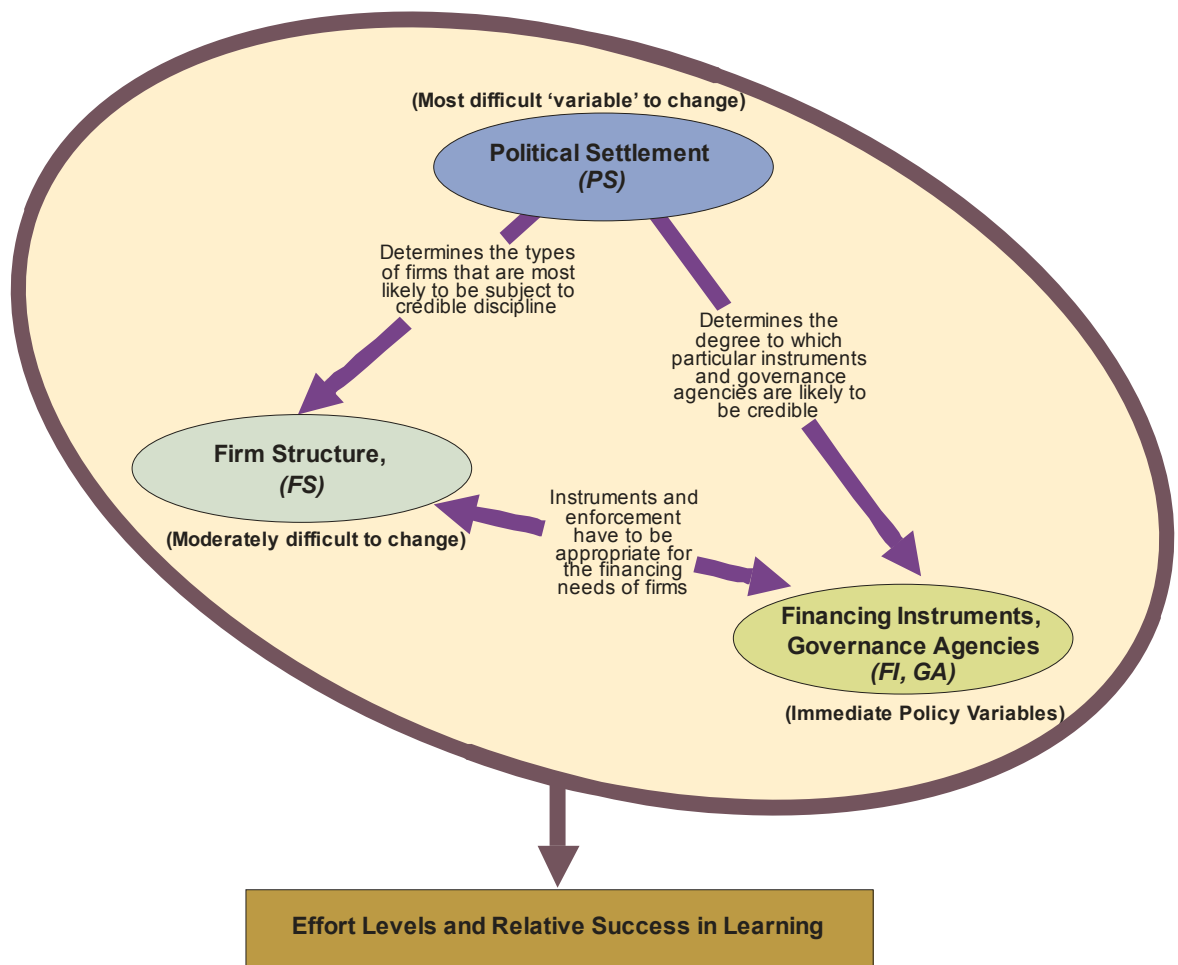 (Most difficult ‘variable’ to change)
Political Settlement
(PS)
Determines the types
of firms that are most
likely to be subject to
credible discipline
Determines the
degree to which
particular instruments
and governance
agencies are likely to
be credible
Firm Structure,
(FS)
(Moderately difficult to change)
Instruments and
enforcement
have to be
appropriate for
the financing
needs of firms
Financing Instruments,
Governance Agencies
(FI, GA)
(Immediate Policy Variables)
Effort Levels and Relative Success in Learning